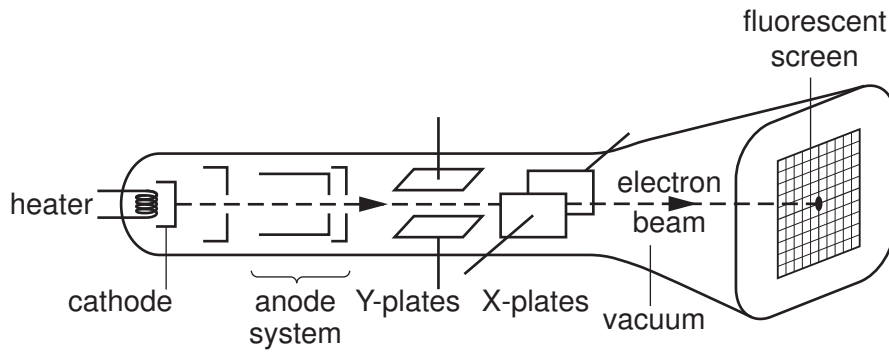 fluorescent
screen
heater
electron
beam
cathode
anode
system
Y-plates
X-plates
vacuum